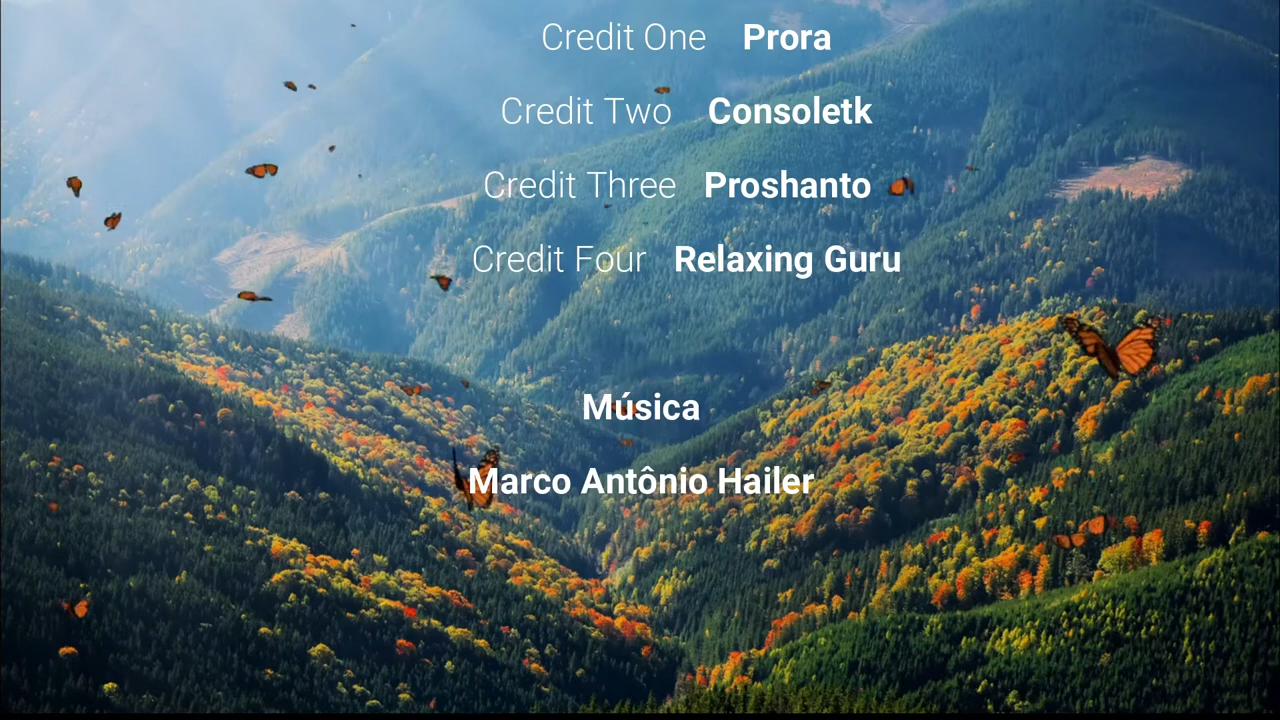 Credit One Prora
Credit Two Consoletk
Credit Three Proshanto
Credit Four Relaxing Guru
Música
Marco Antônio Hailer